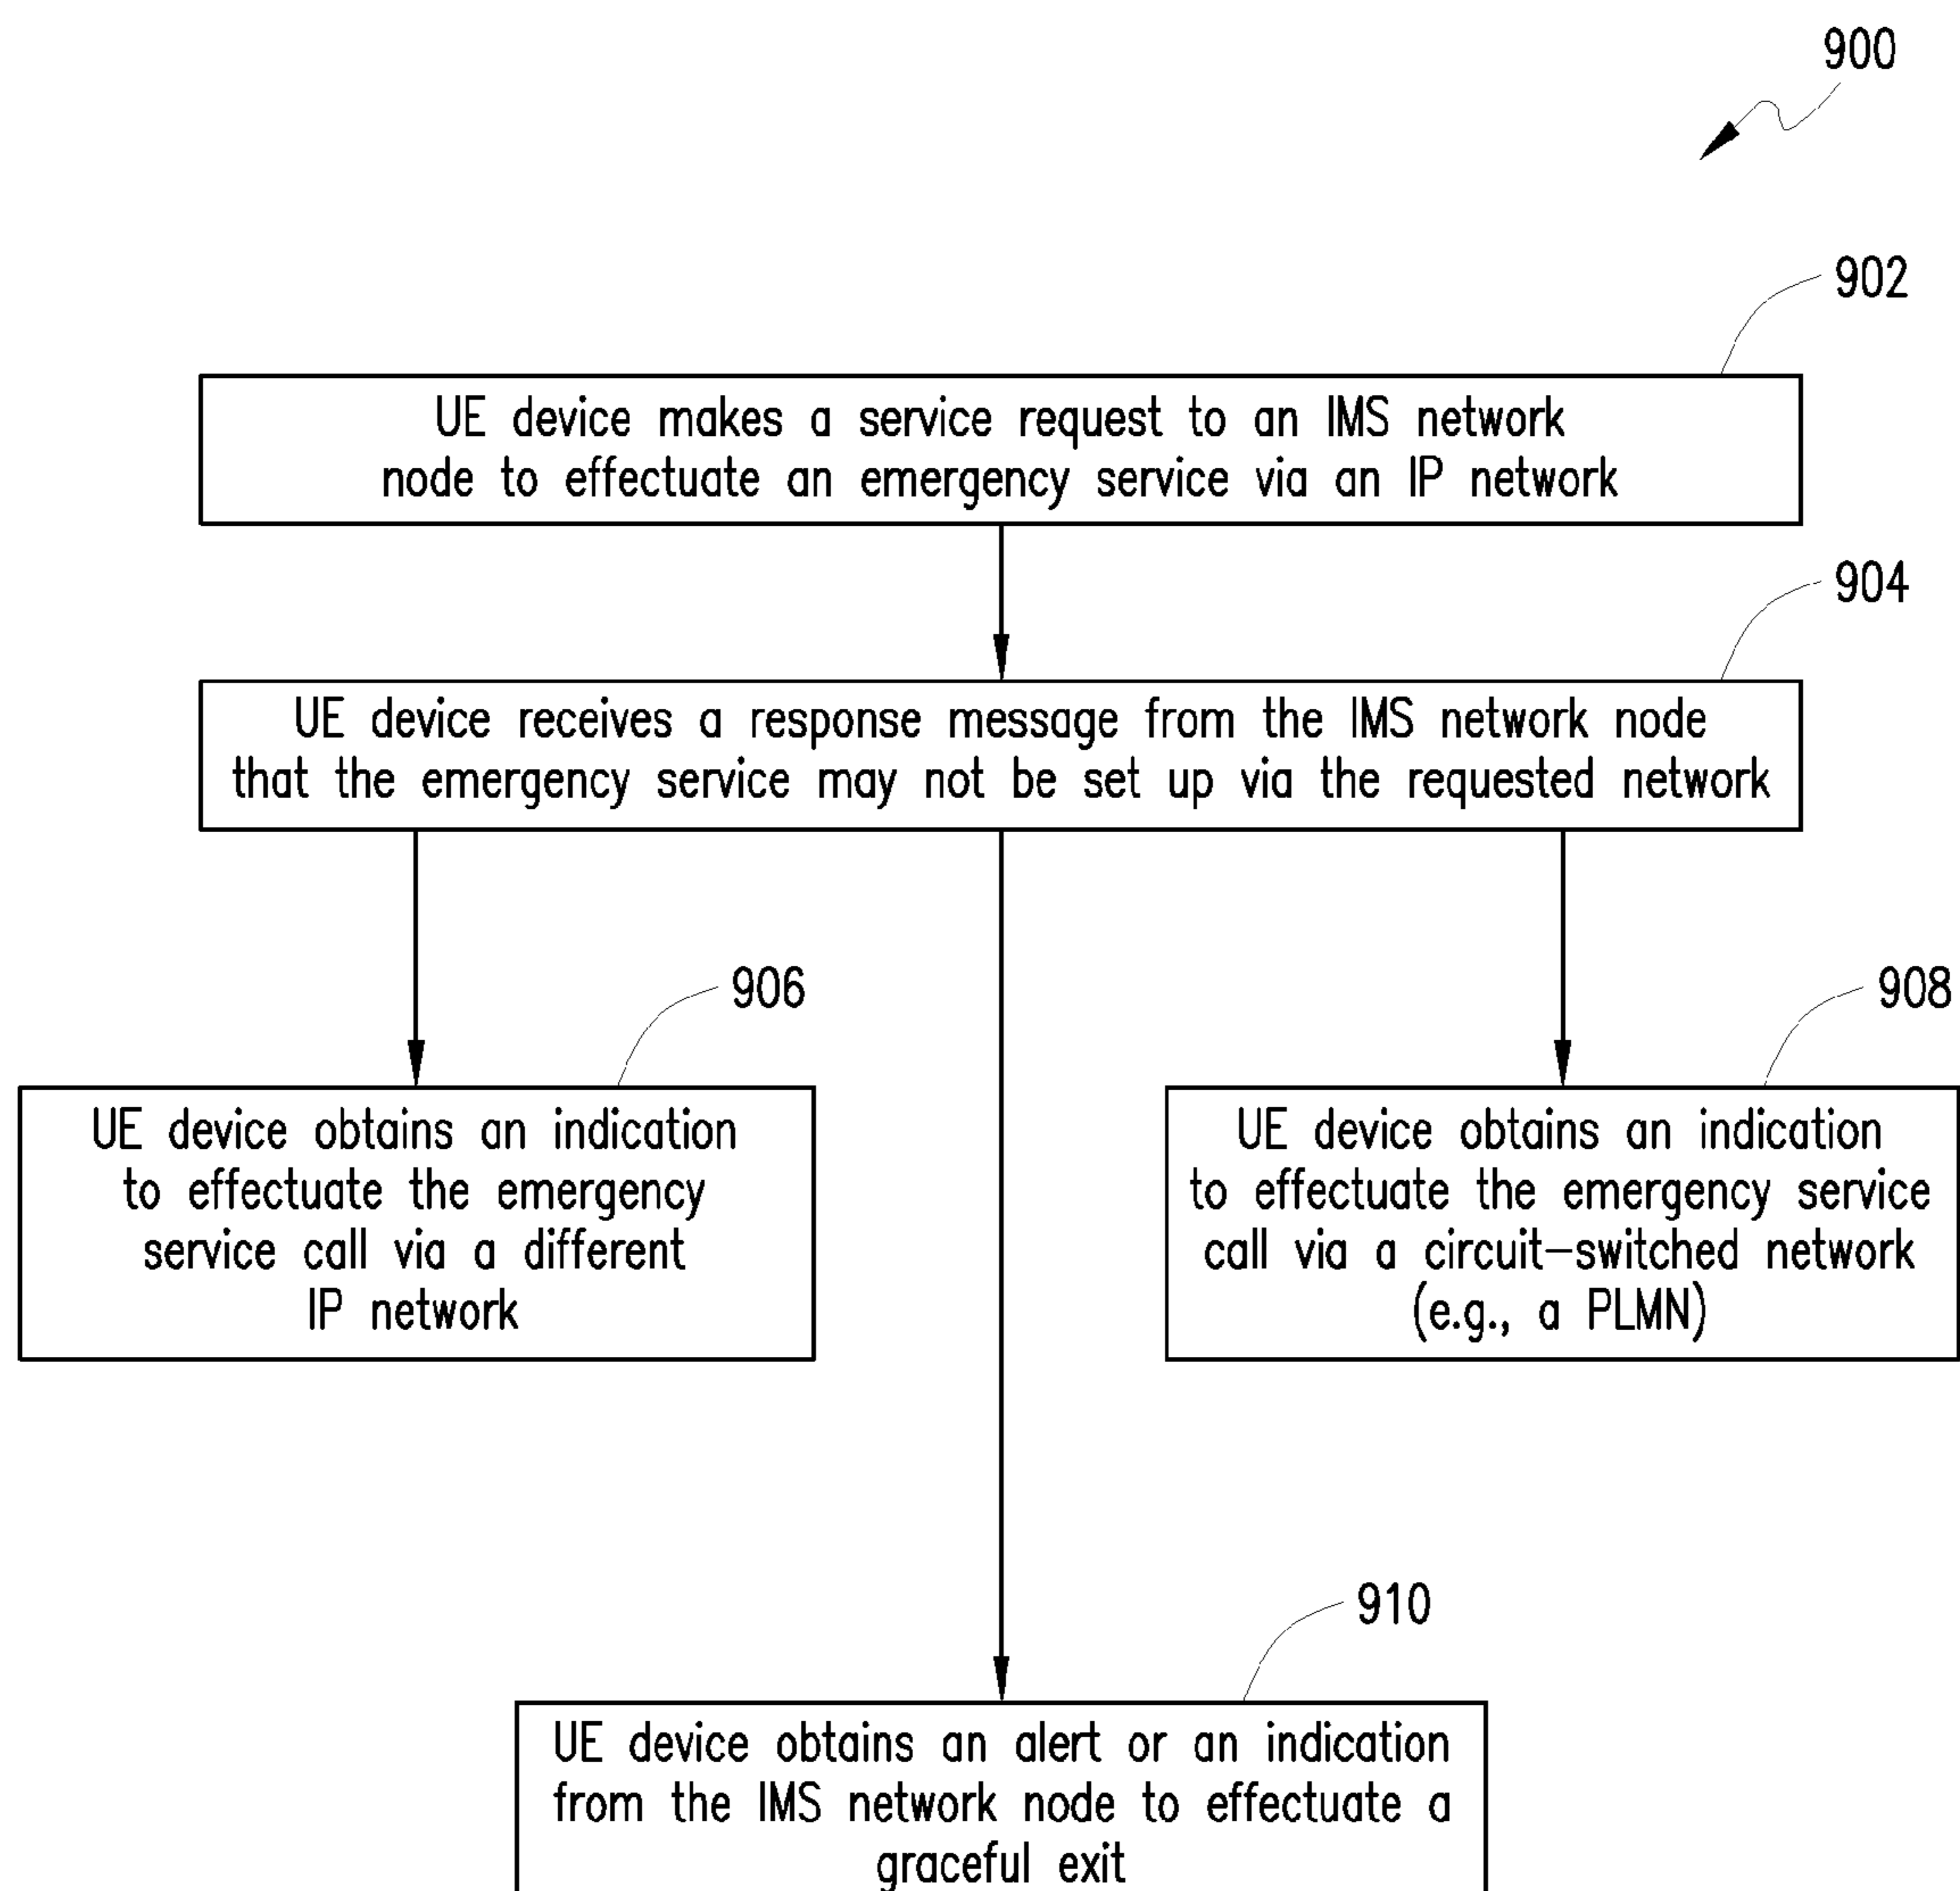 900
902
UE device makes a service request to an IMS network
node to effectuate an emergency service via an IP network
904
UE device receives a response message from the IMS network node
that the emergency service may not be set up via the requested network
906
UE device obtains an indication
to effectuate the emergency
service call via a different
IP network
908
UE device obtains an indication
to effectuate the emergency service
call via a circuit–switched network
(e.g., a PLMN)
910
UE device obtains an alert or an indication
from the IMS network node to effectuate a
graceful exit